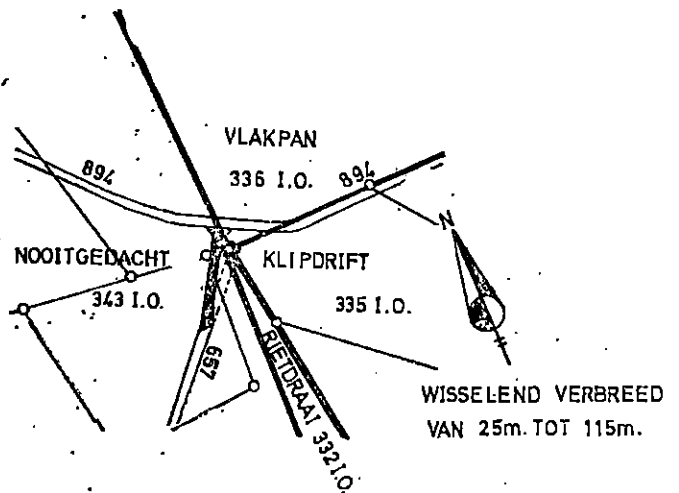 VLAKPAN
336 I.O.
894
894
N
NOOITGEDACHT
343 I.O.
KLIPDRIFT
335 I.O.
657
RIETDRAAI 332 I.O.
WISSELEND VERBREED
VAN 25m. TOT 115m.